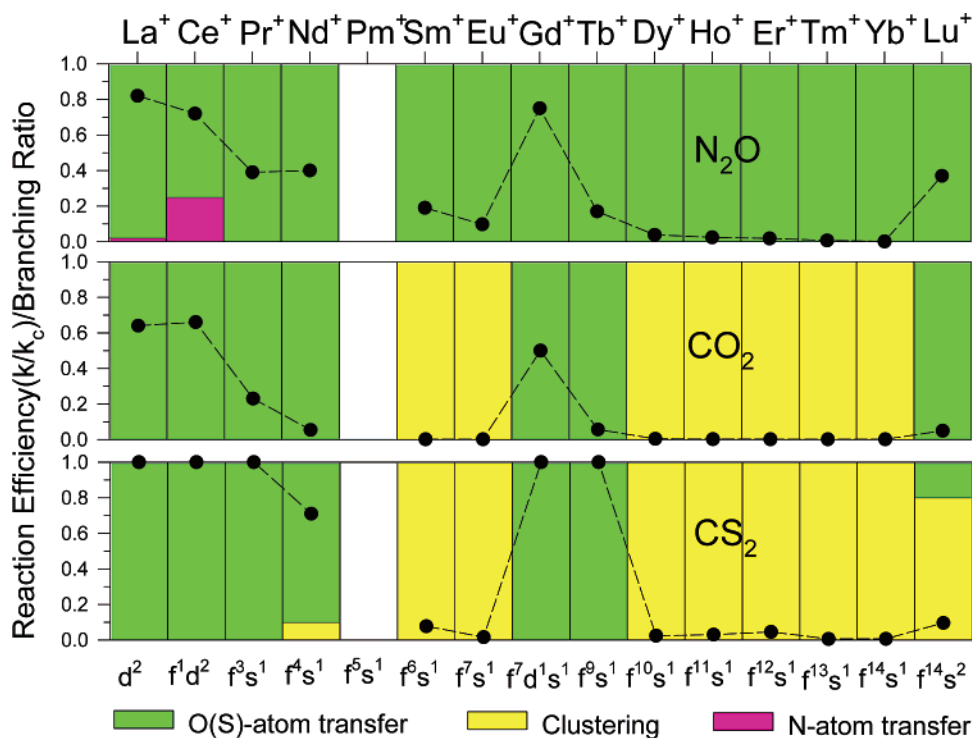 La⁺ Ce⁺ Pr⁺ Nd⁺ Pm⁺ Sm⁺ Eu⁺ Gd⁺ Tb⁺ Dy⁺ Ho⁺ Er⁺ Tm⁺ Yb⁺ Lu⁺
Reaction Efficiency(k/k_c)/Branching Ratio
1.0
0.8
0.6
0.4
0.2
0.0
N₂O
1.0
0.8
0.6
0.4
0.2
0.0
CO₂
1.0
0.8
0.6
0.4
0.2
0.0
CS₂
d² f¹d² f³s¹ f⁴s¹ f⁵s¹ f⁶s¹ f⁷s¹ f⁷d¹s¹ f⁹s¹ f¹⁰s¹ f¹¹s¹ f¹²s¹ f¹³s¹ f¹⁴s¹ f¹⁴s²
O(S)-atom transfer Clustering N-atom transfer